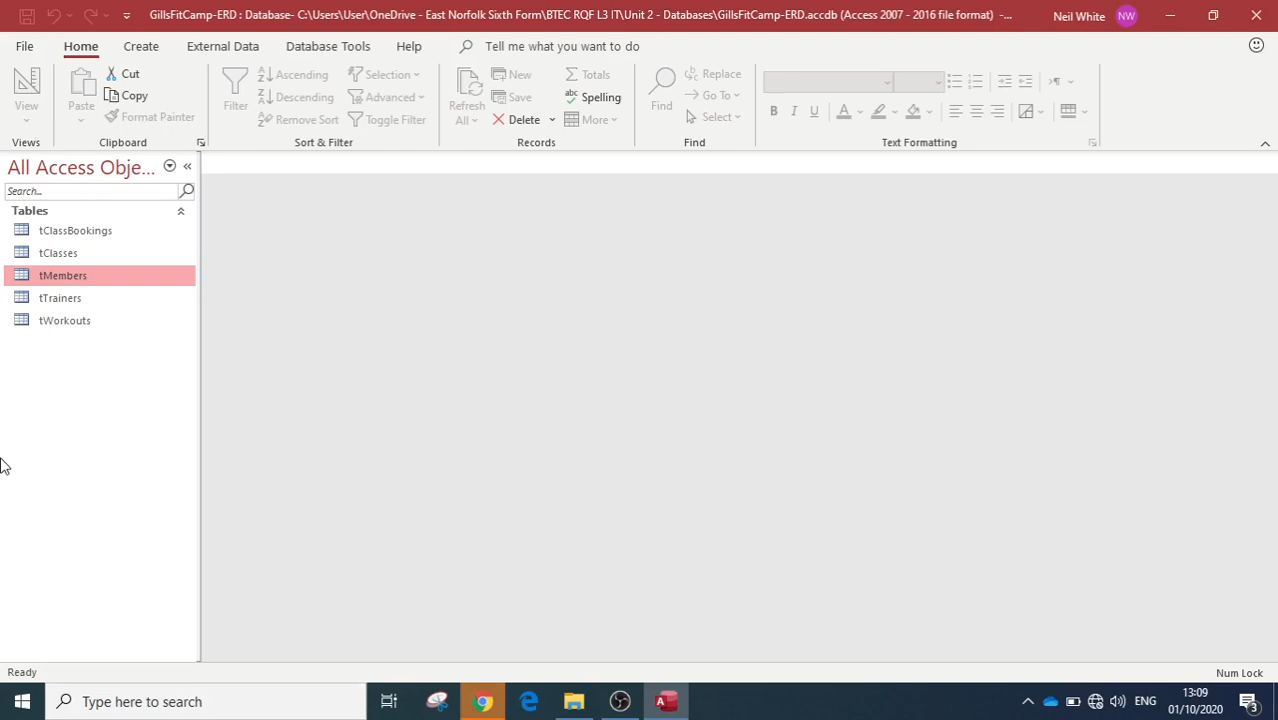 GillsFitCamp-ERD : Database- C:\Users\User\OneDrive - East Norfolk Sixth Form\BTEC RQF L3 IT\Unit 2 - Databases\GillsFitCamp-ERD.accdb (Access 2007 - 2016 file format) -... Neil White NW
File Home Create External Data Database Tools Help Tell me what you want to do
View
Paste
Cut
Copy
Format Painter
Filter
Ascending
Descending
Remove Sort
Selection
Advanced
Toggle Filter
Refresh
All
New
Save
Delete
Totals
Spelling
More
Find
Replace
Go To
Select
B I U A
Views Clipboard Sort & Filter Records Find Text Formatting
All Access Obje...
Search...
Tables
tClassBookings
tClasses
tMembers
tTrainers
tWorkouts
Ready Num Lock
Type here to search
ENG
13:09
01/10/2020
3